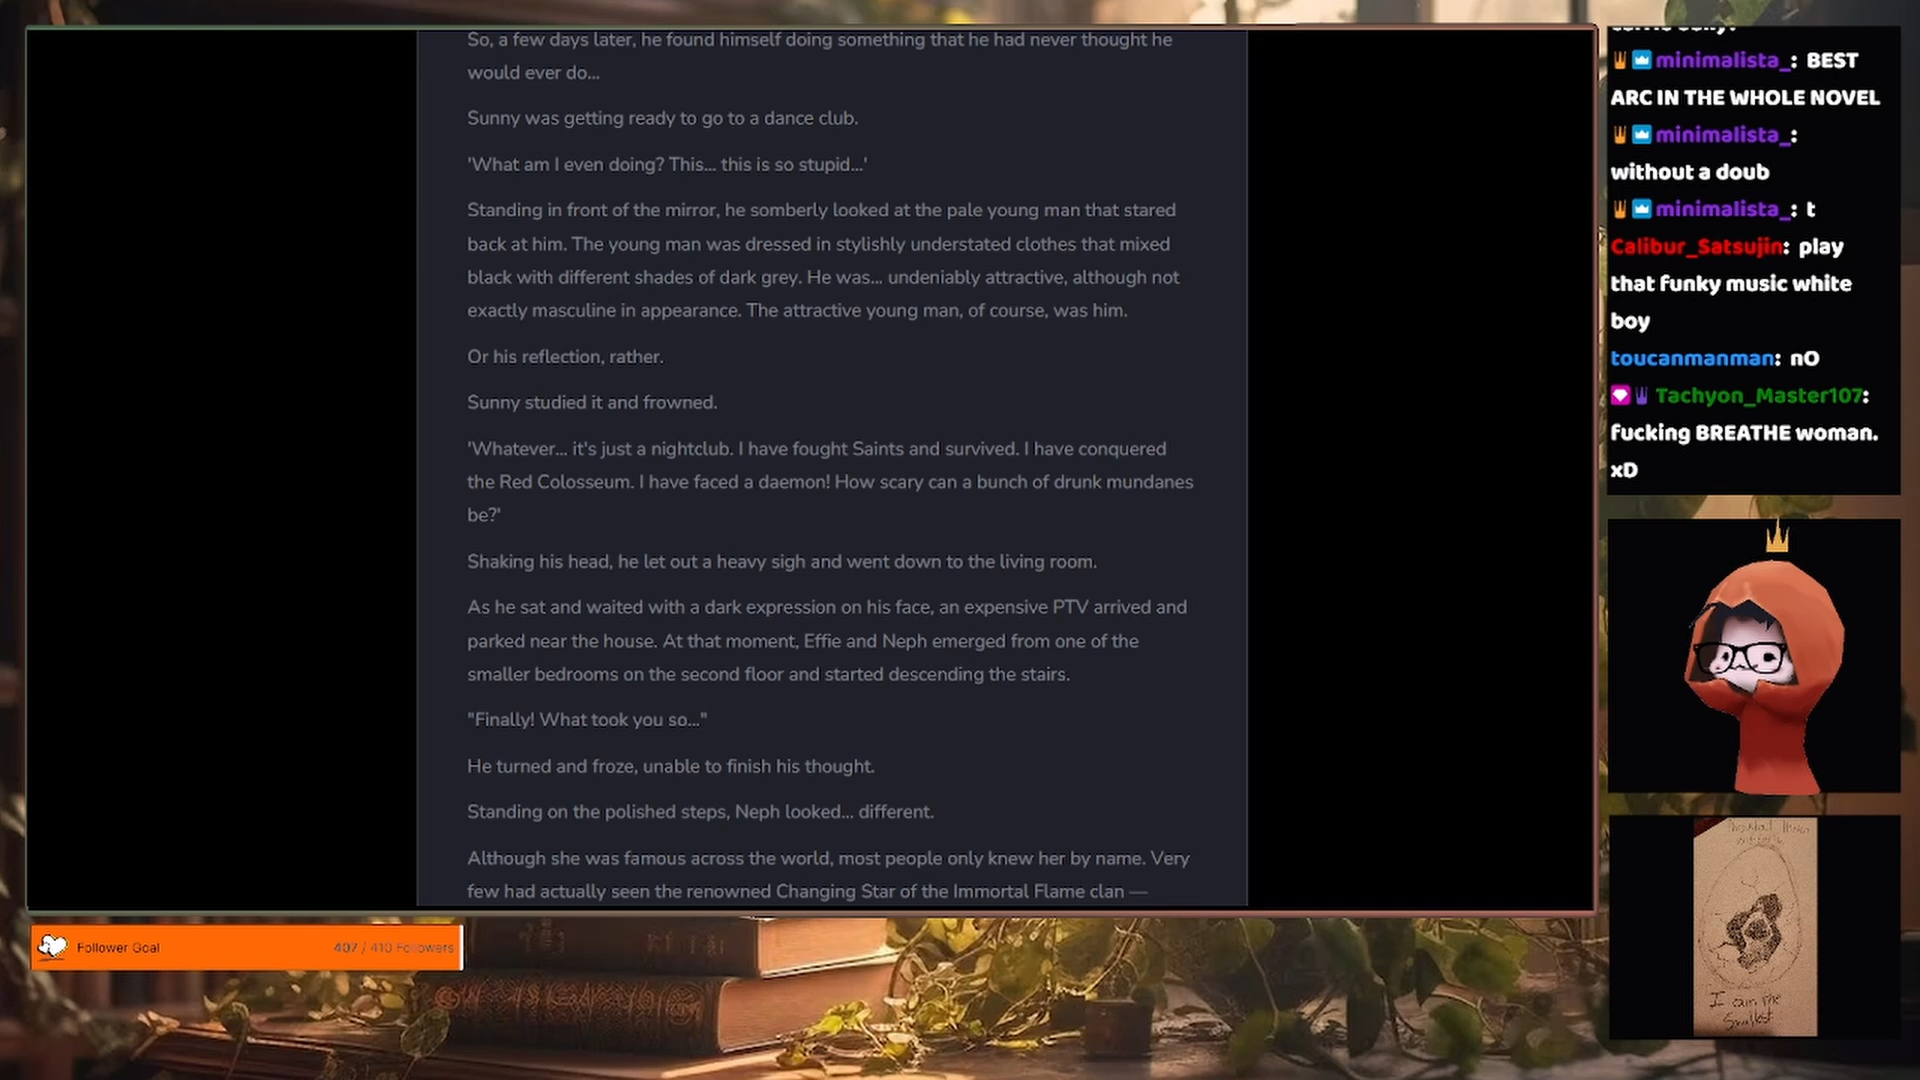 So, a few days later, he found himself doing something that he had never thought he
would ever do...
Sunny was getting ready to go to a dance club.
'What am I even doing? This... this is so stupid...'
Standing in front of the mirror, he somberly looked at the pale young man that stared
back at him. The young man was dressed in stylishly understated clothes that mixed
black with different shades of dark grey. He was... undeniably attractive, although not
exactly masculine in appearance. The attractive young man, of course, was him.
Or his reflection, rather.
Sunny studied it and frowned.
'Whatever... it's just a nightclub. I have fought Saints and survived. I have conquered
the Red Colosseum. I have faced a daemon! How scary can a bunch of drunk mundanes
be?'
Shaking his head, he let out a heavy sigh and went down to the living room.
As he sat and waited with a dark expression on his face, an expensive PTV arrived and
parked near the house. At that moment, Effie and Neph emerged from one of the
smaller bedrooms on the second floor and started descending the stairs.
"Finally! What took you so..."
He turned and froze, unable to finish his thought.
Standing on the polished steps, Neph looked... different.
Although she was famous across the world, most people only knew her by name. Very
few had actually seen the renowned Changing Star of the Immortal Flame clan —
minimalista_: BEST
ARC IN THE WHOLE NOVEL
minimalista_:
without a doub
minimalista_: t
Calibur_Satsujin: play
that funky music white
boy
toucanmanman: nO
Tachyon_Master107:
fucking BREATHE woman.
xD
I am the
Smallest
Follower Goal 407 / 410 Followers